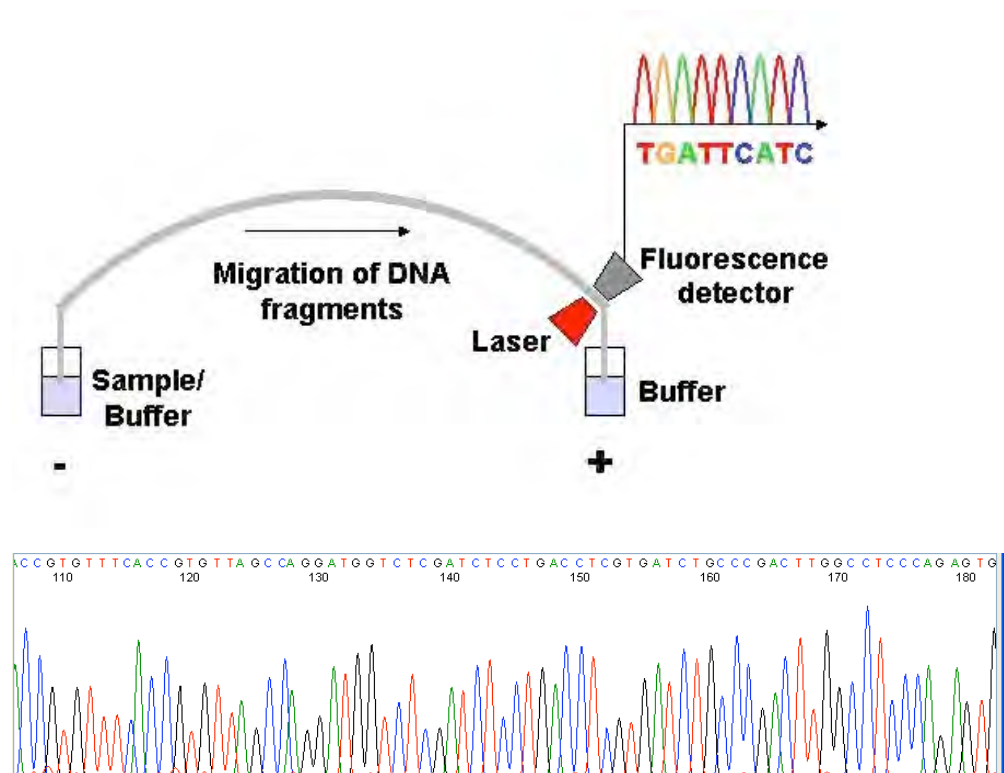 TGATTCATC
Migration of DNA
fragments
Fluorescence
detector
Laser
Sample/
Buffer
Buffer
-
+
ACCGTGTTTCACCGTGTTAGCCAGGATGGTCTCGATCTCCTGACCTCGTGATCTGCCCGACTTGGCCTCCCAGAGTG
110 120 130 140 150 160 170 180